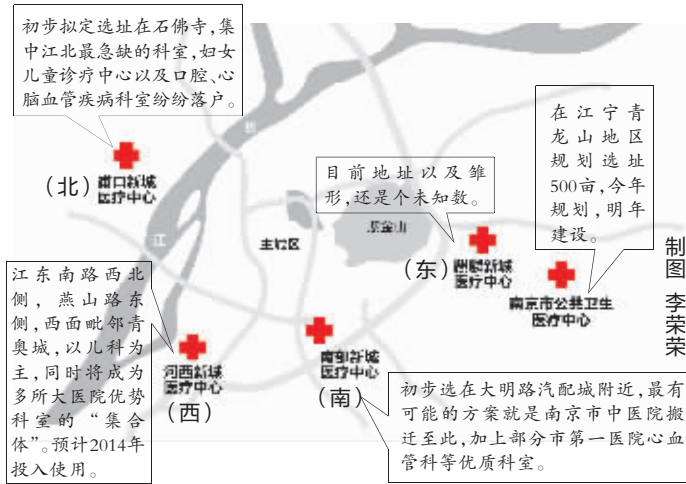 初步拟定选址在石佛寺,集
中江北最急缺的科室,妇女
儿童诊疗中心以及口腔、心
脑血管疾病科室纷纷落户。
(北)
浦口新城
医疗中心
长
江
主城区
紫金山
目前地址以及雏
形,还是个未知数。
(东)
麒麟新城
医疗中心
在江宁青
龙山地区
规划选址
500亩,今年
规划,明年
建设。
南京市公共卫生
医疗中心
制图 李荣荣
江东南路西北
侧,燕山路东
侧,西面毗邻青
奥城,以儿科为
主,同时将成为
多所大医院优势
科室的“集合
体”。预计2014年
投入使用。
河西新城
医疗中心
(西)
南部新城
医疗中心
(南)
初步选在大明路汽配城附近,最有
可能的方案就是南京市中医院搬
迁至此,加上部分市第一医院心血
管科等优质科室。